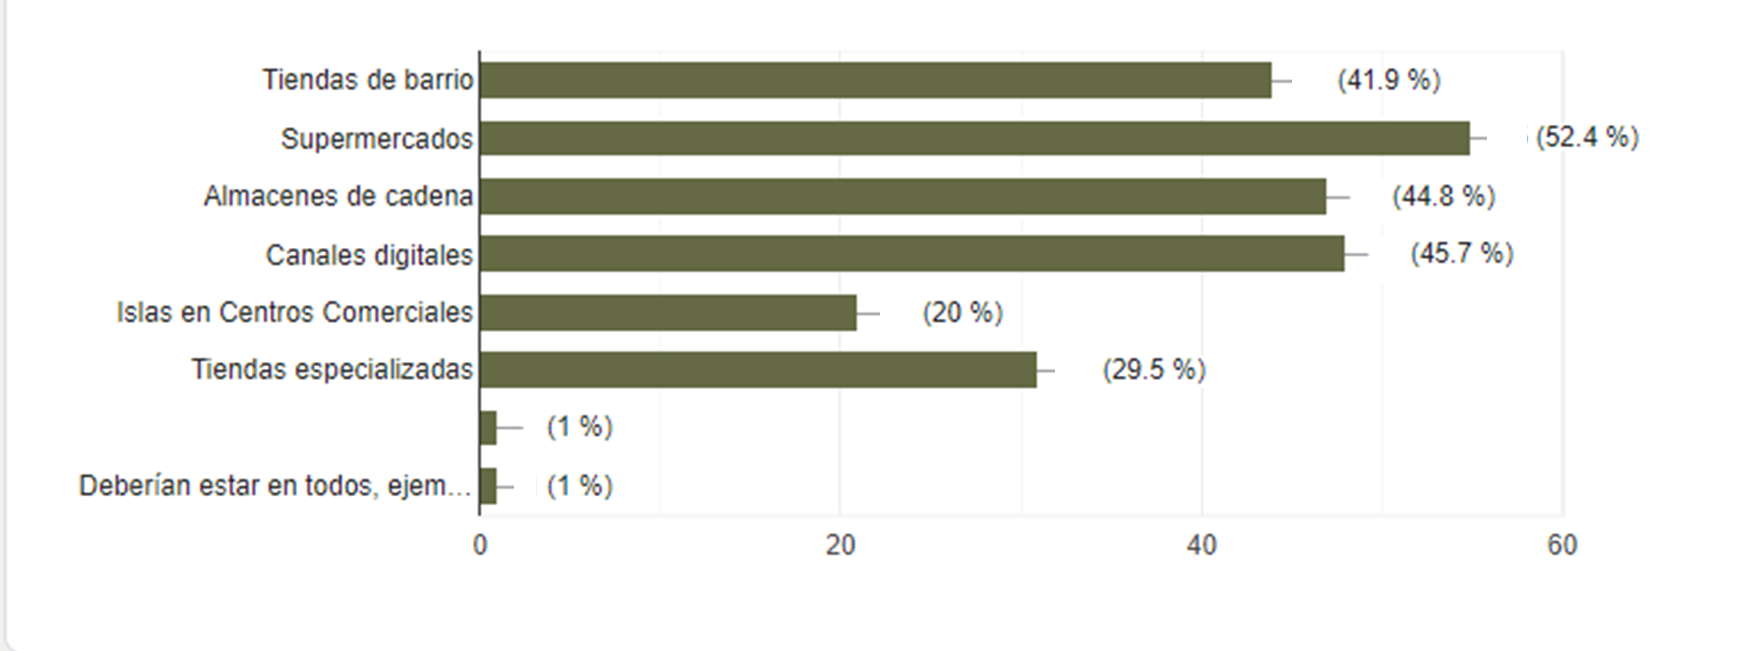 Tiendas de barrio (41.9 %)
Supermercados (52.4 %)
Almacenes de cadena (44.8 %)
Canales digitales (45.7 %)
Islas en Centros Comerciales (20 %)
Tiendas especializadas (29.5 %)
(1 %)
Deberían estar en todos, ejem... (1 %)
0 20 40 60